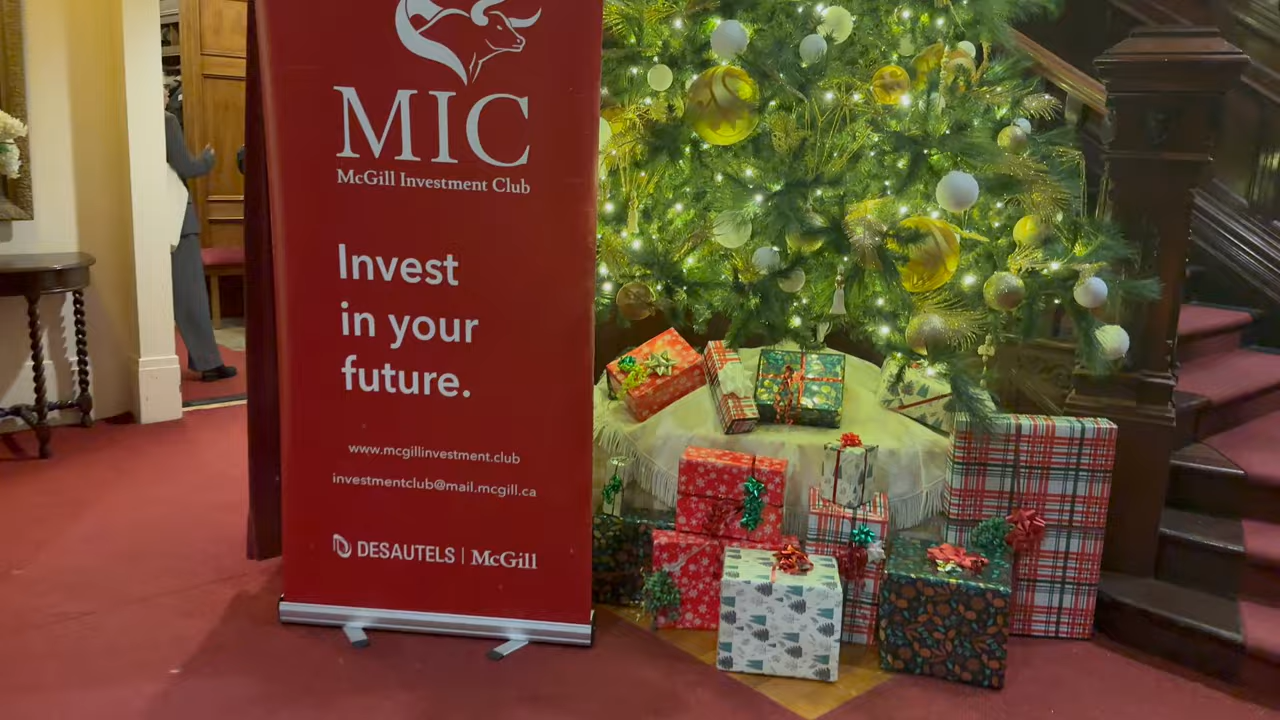 MIC
McGill Investment Club
Invest
in your
future.
www.mcgillinvestment.club
investmentclub@mail.mcgill.ca
DESAUTELS | McGill